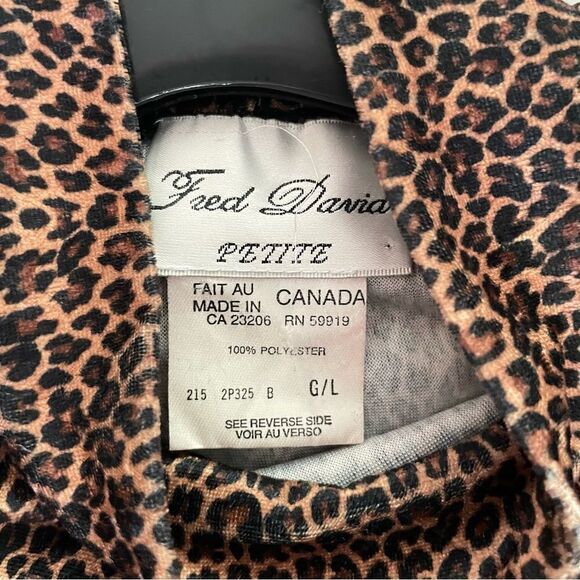 Fred David
PETITE
FAIT AU
MADE IN CANADA
CA 23206 RN 59919
100% POLYESTER
215 2P325 B G/L
SEE REVERSE SIDE
VOIR AU VERSO